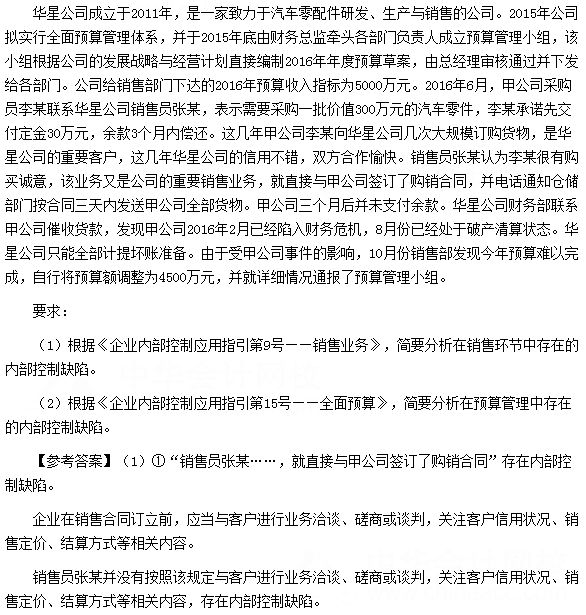 华星公司成立于2011年，是一家致力于汽车零配件研发、生产与销售的公司。2015年公司
拟实行全面预算管理体系，并于2015年底由财务总监牵头各部门负责人成立预算管理小组，该
小组根据公司的发展战略与经营计划直接编制2016年年度预算草案，由总经理审核通过并下发
给各部门。公司给销售部门下达的2016年预算收入指标为5000万元。2016年6月，甲公司采购
员李某联系华星公司销售员张某，表示需要采购一批价值300万元的汽车零件，李某承诺先交
付定金30万元，余款3个月内偿还。这几年甲公司李某向华星公司几次大规模订购货物，是华
星公司的重要客户，这几年华星公司的信用不错，双方合作愉快。销售员张某认为李某很有购
买诚意，该业务又是公司的重要销售业务，就直接与甲公司签订了购销合同，并电话通知仓储
部门按合同三天内发送甲公司全部货物。甲公司三个月后并未支付余款。华星公司财务部联系
甲公司催收货款，发现甲公司2016年2月已经陷入财务危机，8月份已经处于破产清算状态。华
星公司只能全部计提坏账准备。由于受甲公司事件的影响，10月份销售部发现今年预算难以完
成，自行将预算额调整为4500万元，并就详细情况通报了预算管理小组。
要求：
（1）根据《企业内部控制应用指引第9号——销售业务》，简要分析在销售环节中存在的
内部控制缺陷。
（2）根据《企业内部控制应用指引第15号——全面预算》，简要分析在预算管理中存在
的内部控制缺陷。
【参考答案】（1）①“销售员张某……，就直接与甲公司签订了购销合同”存在内部控
制缺陷。
企业在销售合同订立前，应当与客户进行业务洽谈、磋商或谈判，关注客户信用状况、销
售定价、结算方式等相关内容。
销售员张某并没有按照该规定与客户进行业务洽谈、磋商或谈判，关注客户信用状况、销
售定价、结算方式等相关内容，存在内部控制缺陷。